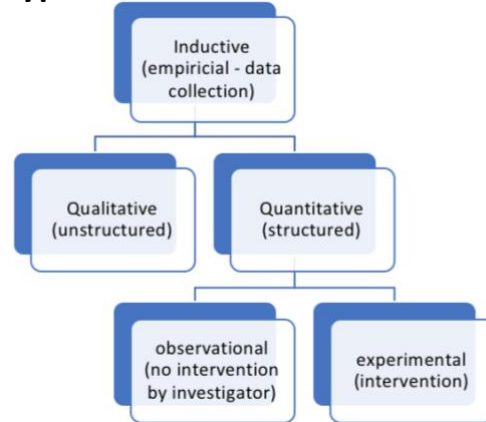 Inductive
(empiricial - data
collection)
Qualitative
(unstructured)
Quantitative
(structured)
observational
(no intervention
by investigator)
experimental
(intervention)